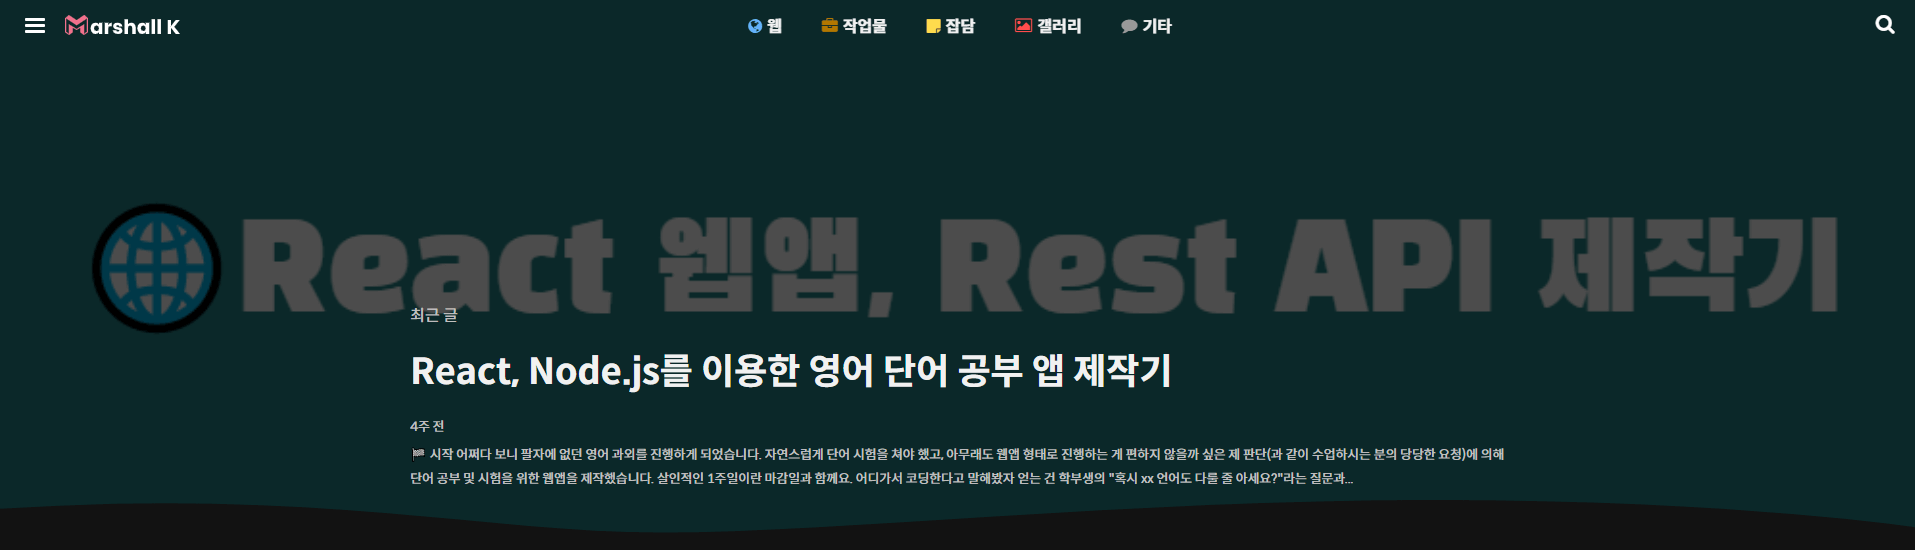 Marshall K
웹 작업물 잡담 갤러리 기타
React 웹앱, Rest API 제작기
최근 글
React, Node.js를 이용한 영어 단어 공부 앱 제작기
4주 전
시작 어쩌다 보니 팔자에 없던 영어 과외를 진행하게 되었습니다. 자연스럽게 단어 시험을 쳐야 했고, 아무래도 웹앱 형태로 진행하는 게 편하지 않을까 싶은 제 판단(과 같이 수업하시는 분의 당당한 요청)에 의해
단어 공부 및 시험을 위한 웹앱을 제작했습니다. 살인적인 1주일이란 마감일과 함께요. 어디가서 코딩한다고 말해봤자 얻는 건 학부생의 "혹시 xx 언어도 다룰 줄 아세요?"라는 질문과...